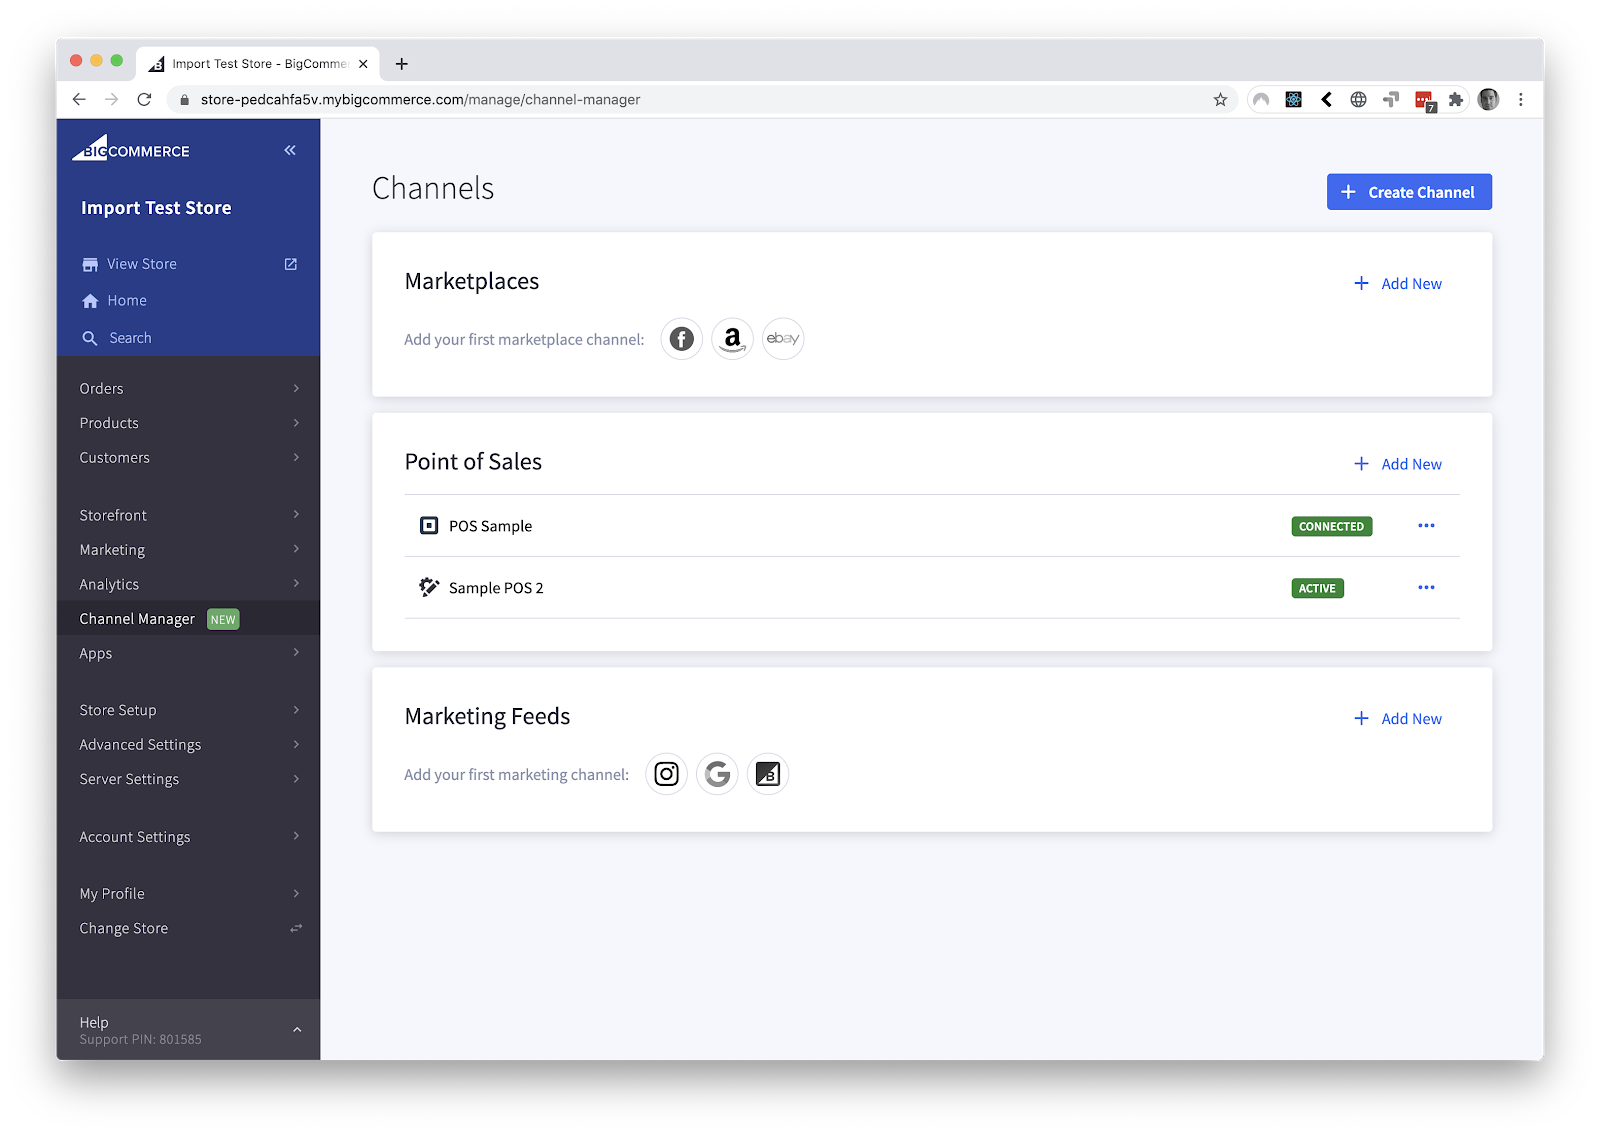 Import Test Store - BigComme
store-pedcahfa5v.mybigcommerce.com/manage/channel-manager
7
BIGCOMMERCE
Import Test Store
View Store
Home
Search
Orders
Products
Customers
Storefront
Marketing
Analytics
Channel Manager NEW
Apps
Store Setup
Advanced Settings
Server Settings
Account Settings
My Profile
Change Store
Help
Support PIN: 801585
Channels
+ Create Channel
Marketplaces
+ Add New
Add your first marketplace channel: f a ebay
Point of Sales
+ Add New
POS Sample CONNECTED
Sample POS 2 ACTIVE
Marketing Feeds
+ Add New
Add your first marketing channel: G B